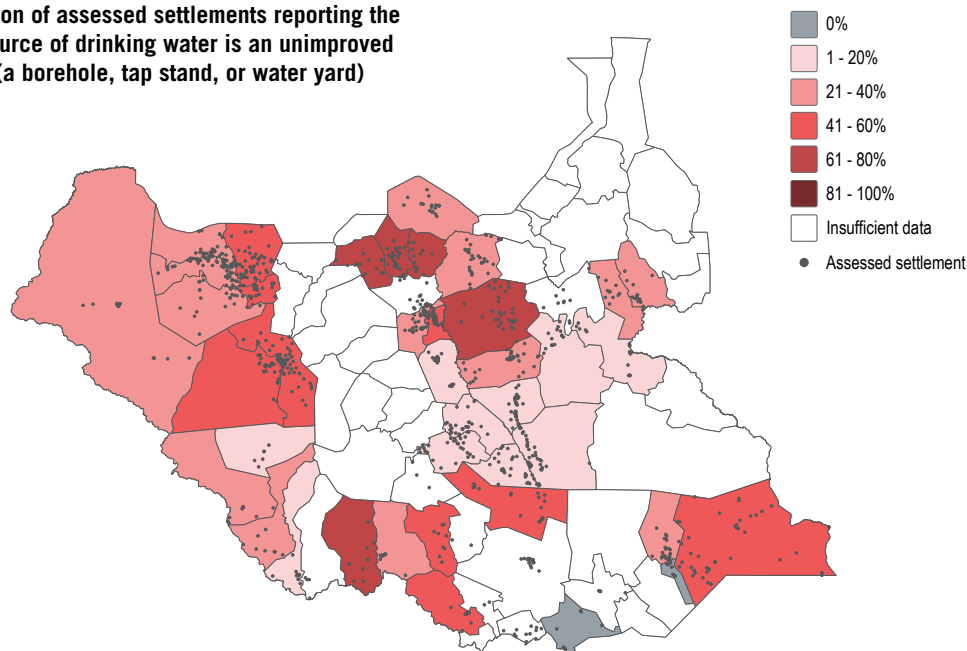 ion of assessed settlements reporting the
urce of drinking water is an unimproved
(a borehole, tap stand, or water yard)
0%
1 - 20%
21 - 40%
41 - 60%
61 - 80%
81 - 100%
Insufficient data
Assessed settlement